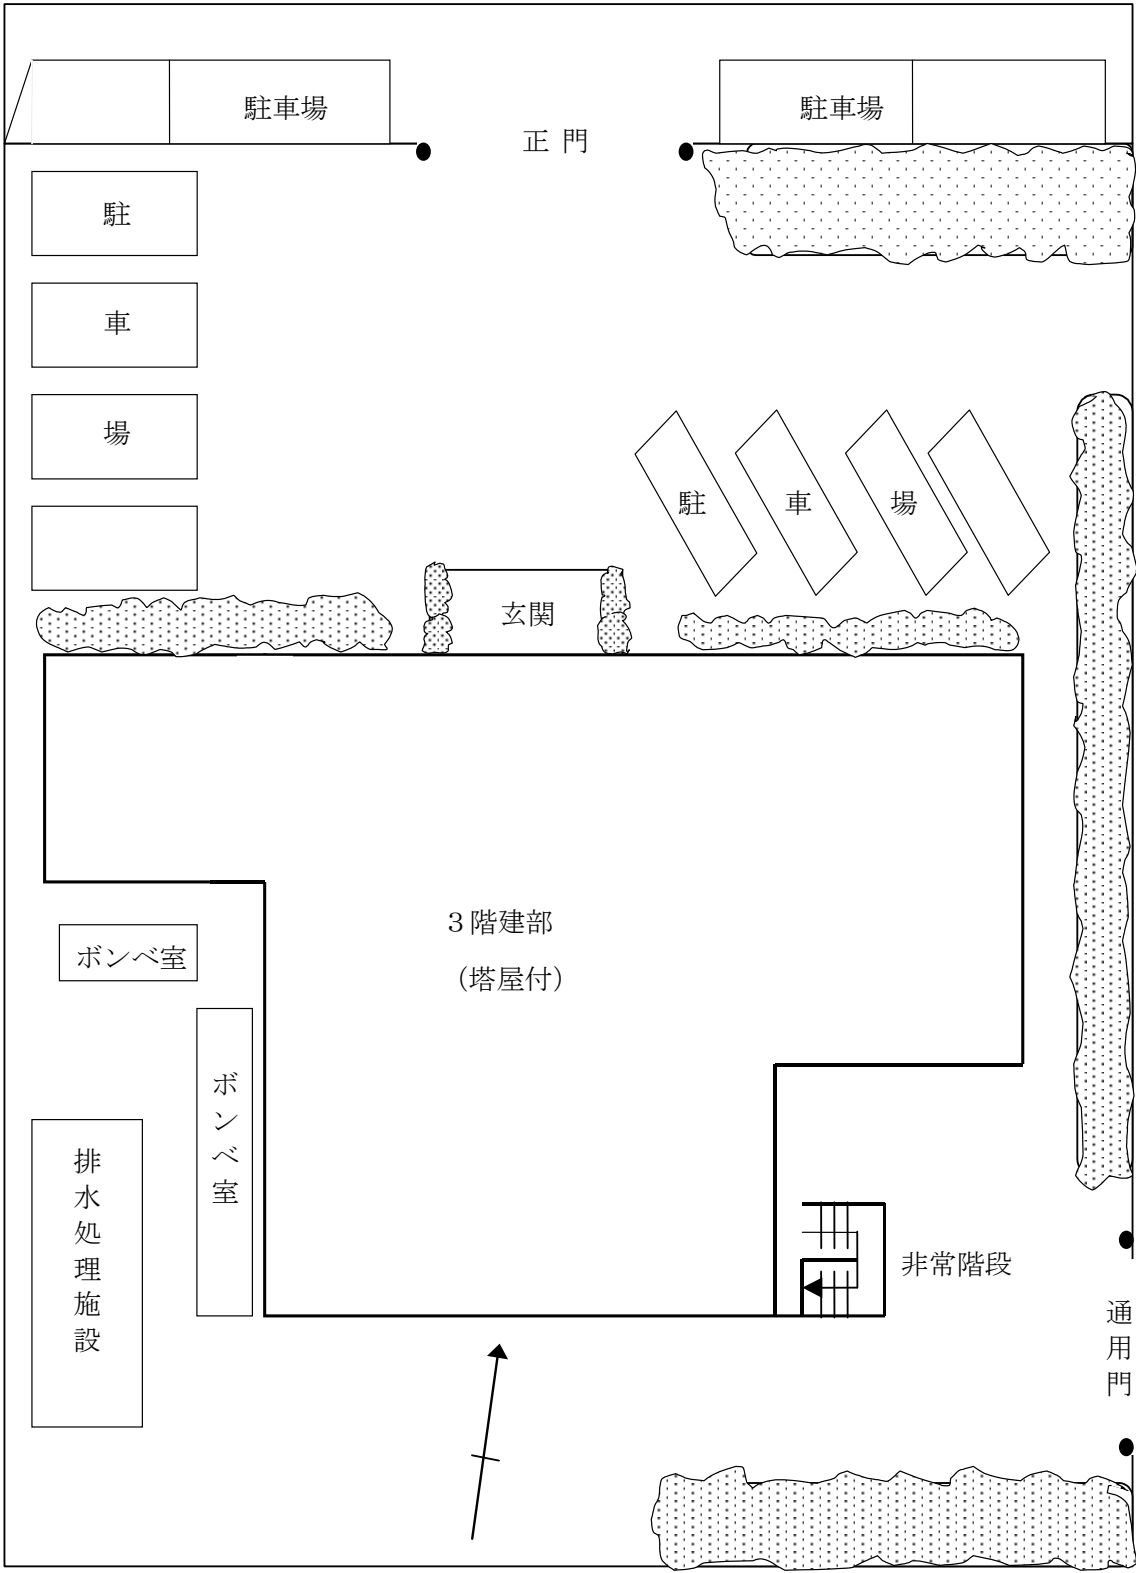 駐車場
駐車場
正 門
駐
車
場
駐
車
場
玄関
３階建部
（塔屋付）
ボンベ室
ボンベ室
排水処理施設
非常階段
通用門